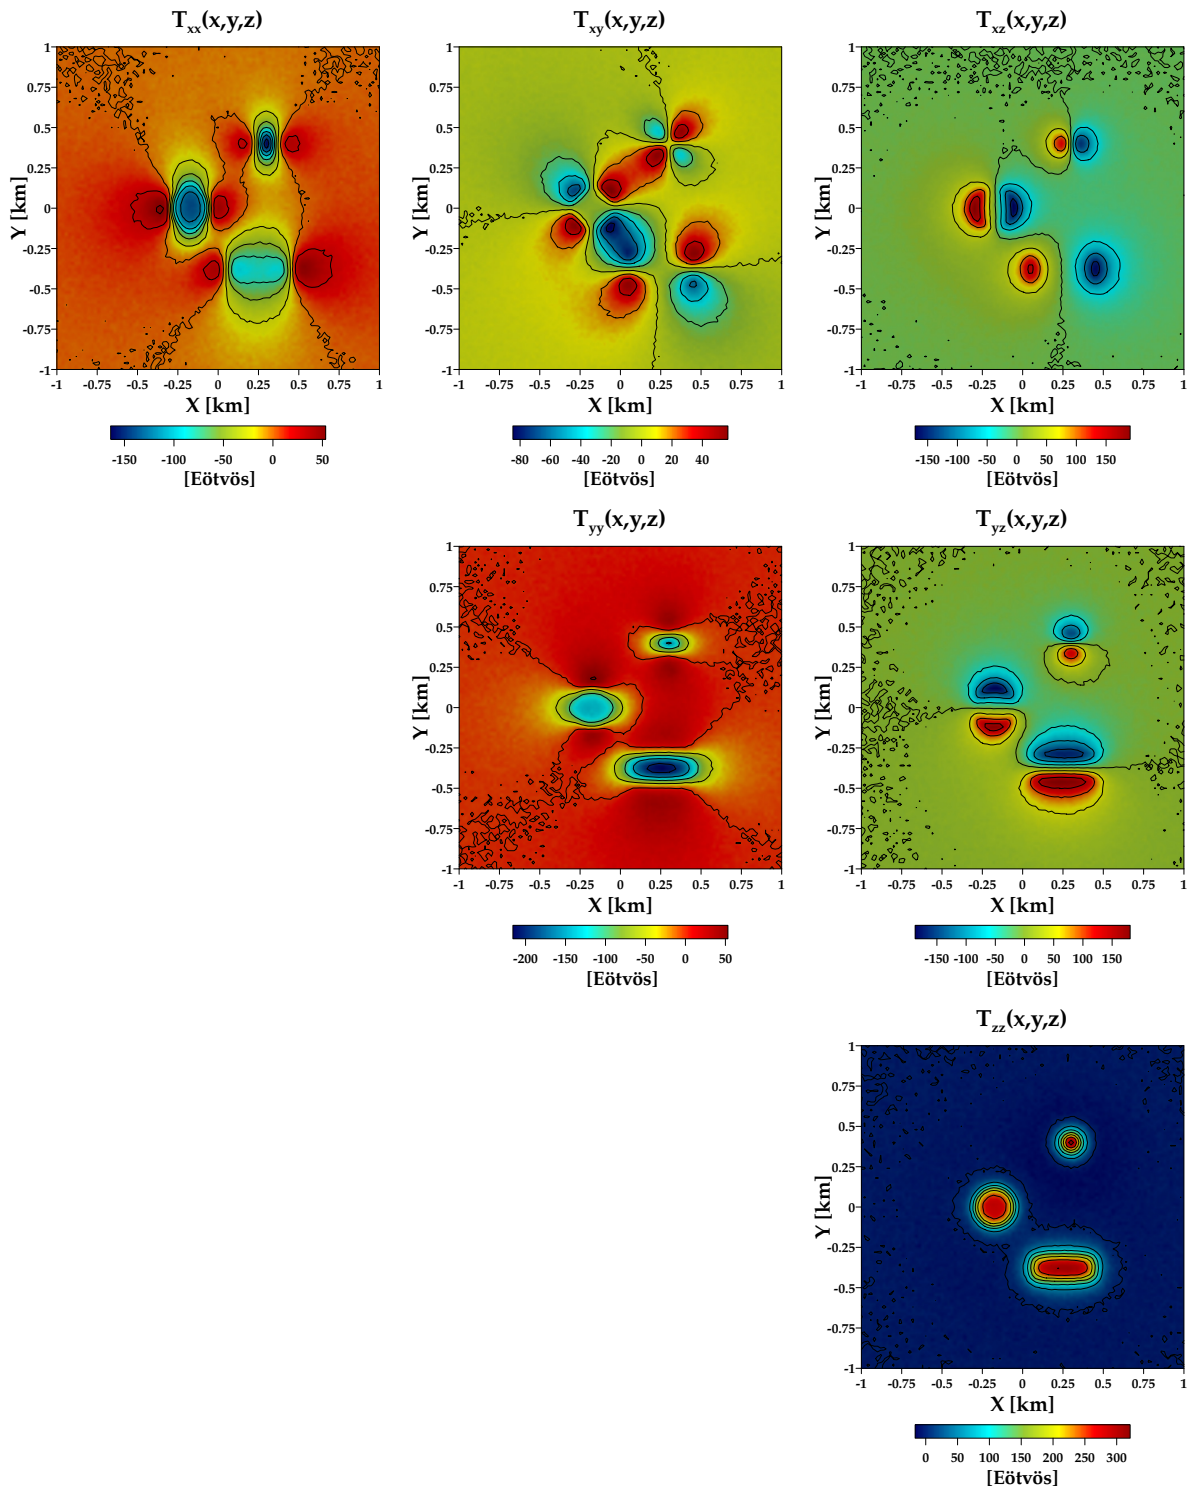 T_xx(x,y,z) T_xy(x,y,z) T_xz(x,y,z)
1 1 1
0.75 0.75 0.75
0.5 0.5 0.5
0.25 0.25 0.25
Y [km] 0 Y [km] 0 Y [km] 0
-0.25 -0.25 -0.25
-0.5 -0.5 -0.5
-0.75 -0.75 -0.75
-1 -1 -1
-1 -0.75 -0.5 -0.25 0 0.25 0.5 0.75 1 -1 -0.75 -0.5 -0.25 0 0.25 0.5 0.75 1 -1 -0.75 -0.5 -0.25 0 0.25 0.5 0.75 1
X [km] X [km] X [km]
-150 -100 -50 0 50 -80 -60 -40 -20 0 20 40 -150 -100 -50 0 50 100 150
[Eötvös] [Eötvös] [Eötvös]
T_yy(x,y,z) T_yz(x,y,z)
1 1
0.75 0.75
0.5 0.5
0.25 0.25
Y [km] 0 Y [km] 0
-0.25 -0.25
-0.5 -0.5
-0.75 -0.75
-1 -1
-1 -0.75 -0.5 -0.25 0 0.25 0.5 0.75 1 -1 -0.75 -0.5 -0.25 0 0.25 0.5 0.75 1
X [km] X [km]
-200 -150 -100 -50 0 50 -150 -100 -50 0 50 100 150
[Eötvös] [Eötvös]
T_zz(x,y,z)
1
0.75
0.5
0.25
Y [km] 0
-0.25
-0.5
-0.75
-1
-1 -0.75 -0.5 -0.25 0 0.25 0.5 0.75 1
X [km]
0 50 100 150 200 250 300
[Eötvös]